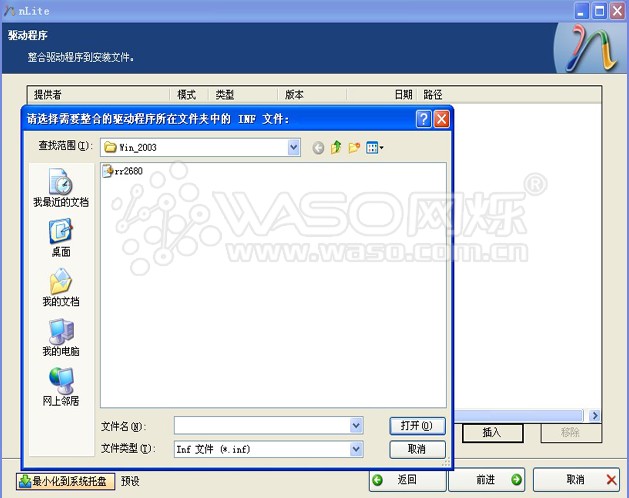 nLite
驱动程序
整合驱动程序到安装文件。
提供者 模式 类型 版本 日期 路径
请选择需要整合的驱动程序所在文件夹中的 INF 文件:
查找范围(I): Win_2003
rr2680
我最近的文档
桌面
我的文档
我的电脑
网上邻居
WASO网烁®
www.waso.com.cn
文件名(N): 打开(O)
文件类型(T): Inf 文件 (*.inf) 取消
插入 移除
最小化到系统托盘 预设 返回 前进 取消